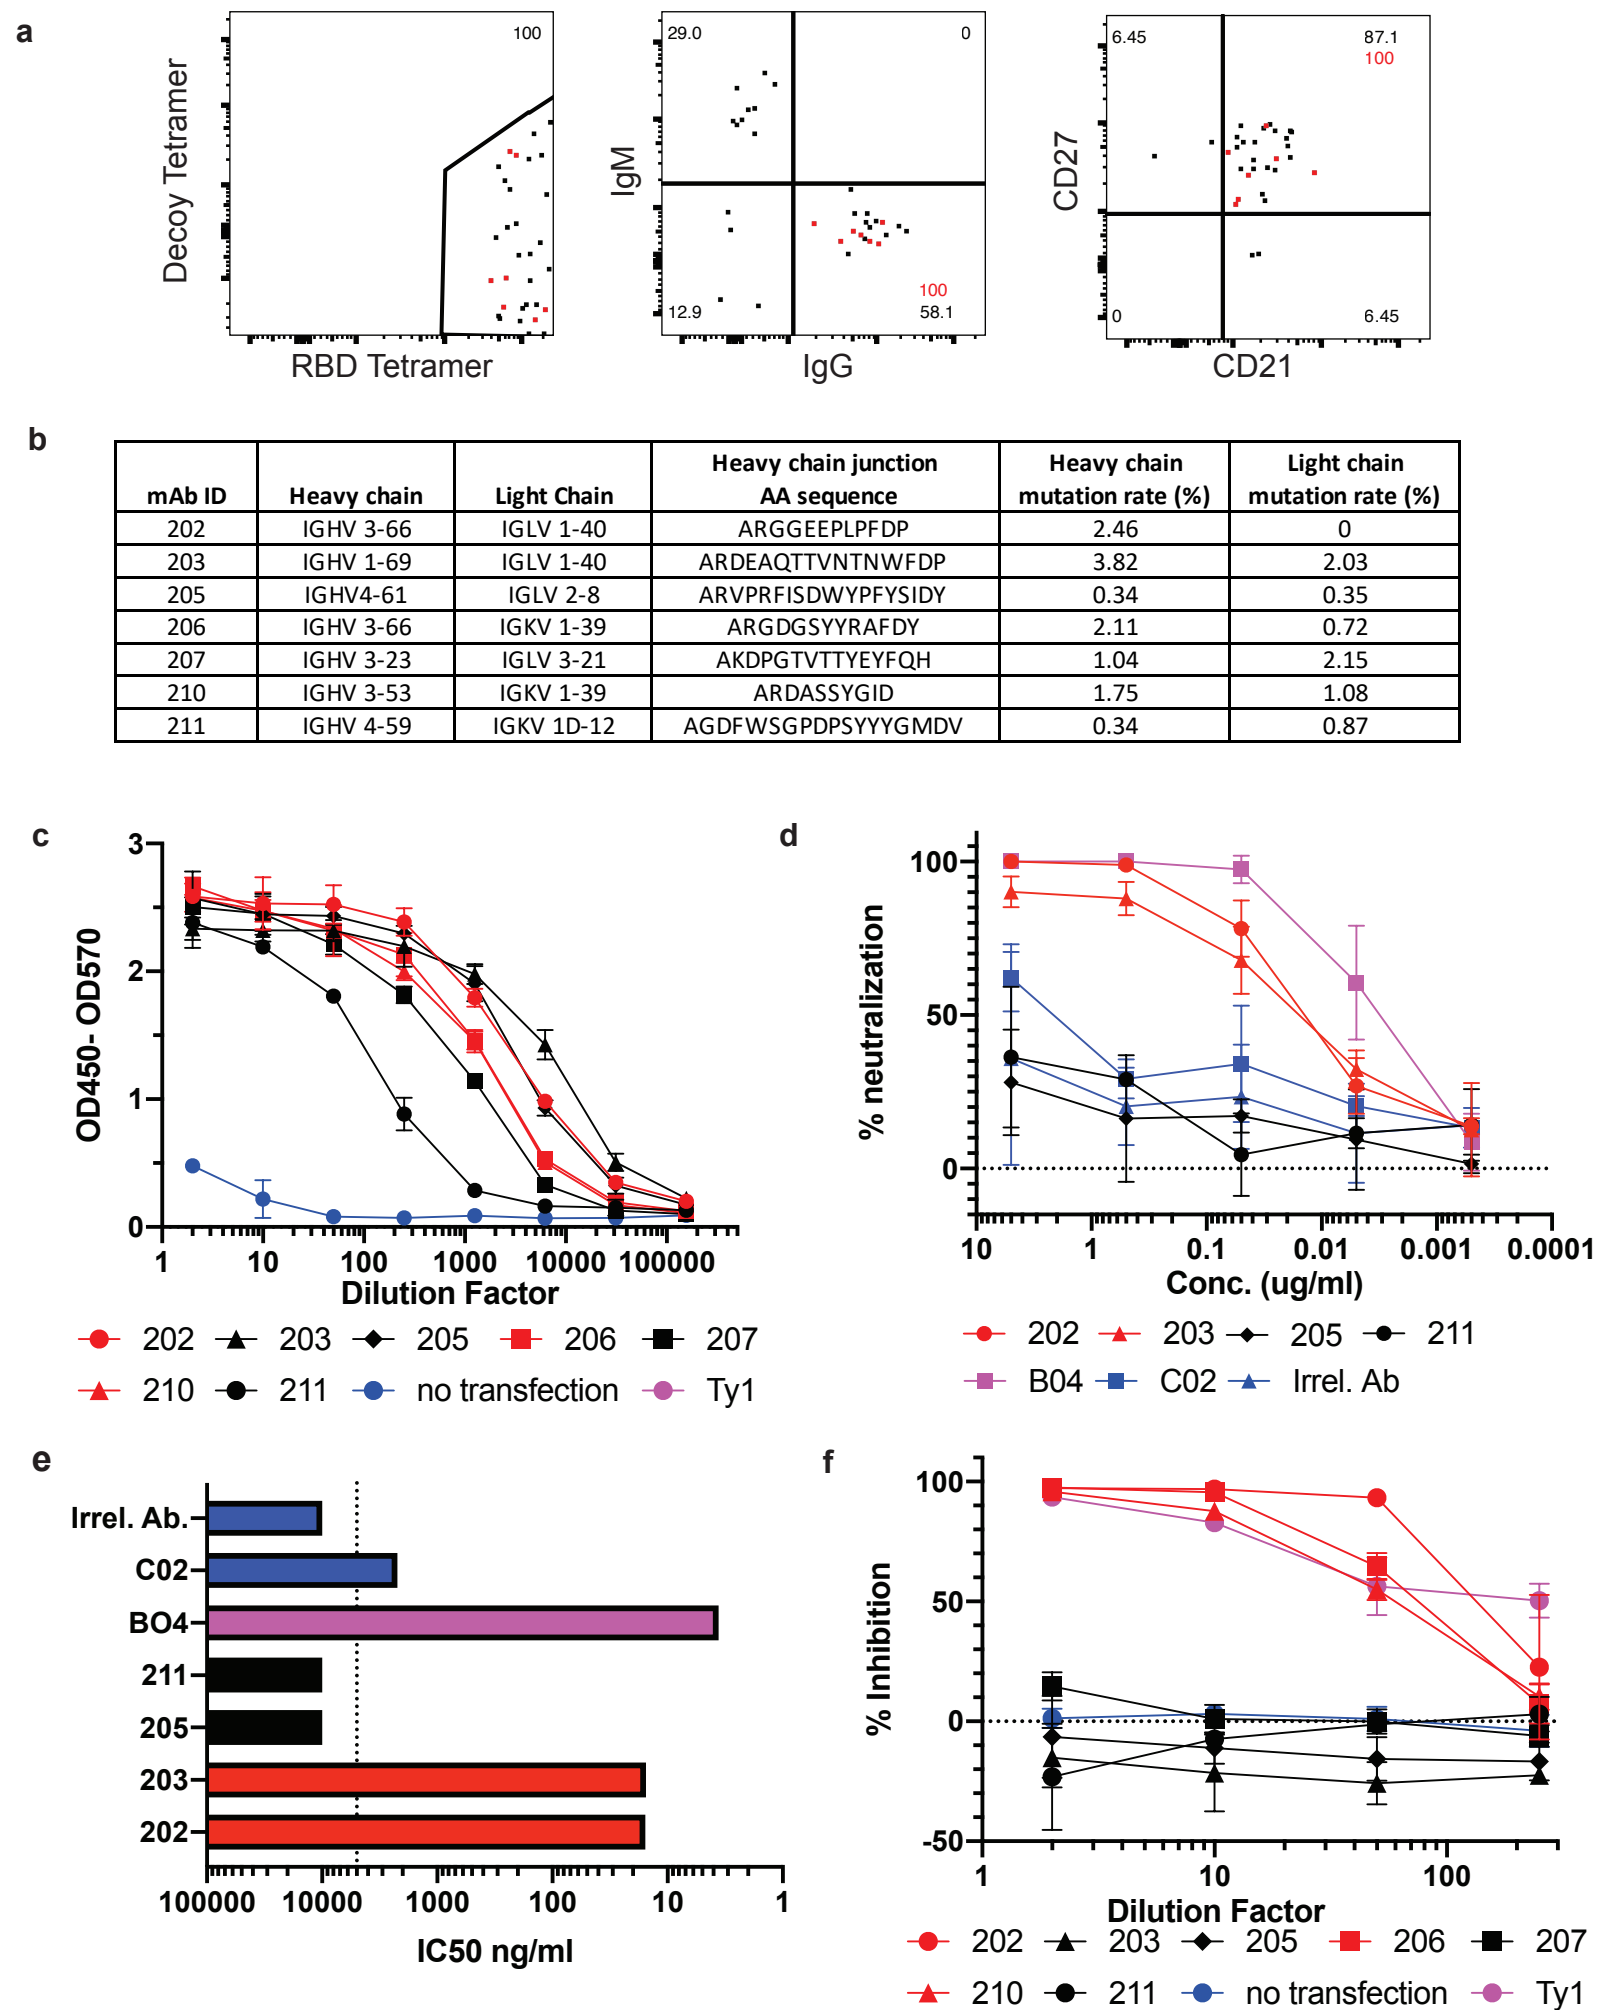 a
Decoy Tetramer
100
RBD Tetramer
IgM
29.0
0
12.9
100
58.1
IgG
CD27
6.45
87.1
100
0
6.45
CD21
b
mAb ID
Heavy chain
Light Chain
Heavy chain junction
AA sequence
Heavy chain
mutation rate (%)
Light chain
mutation rate (%)
202 IGHV 3-66 IGLV 1-40 ARGGEEPLPFDP 2.46 0
203 IGHV 1-69 IGLV 1-40 ARDEAQTTVNTNWFDP 3.82 2.03
205 IGHV4-61 IGLV 2-8 ARVPRFISDWYPFYSIDY 0.34 0.35
206 IGHV 3-66 IGKV 1-39 ARGDGSYYRAFDY 2.11 0.72
207 IGHV 3-23 IGLV 3-21 AKDPGTVTTYEYFQH 1.04 2.15
210 IGHV 3-53 IGKV 1-39 ARDASSYGID 1.75 1.08
211 IGHV 4-59 IGKV 1D-12 AGDFWSGPDPSYYYGMDV 0.34 0.87
c
OD450- OD570
3
2
1
0
1 10 100 1000 10000 100000
Dilution Factor
202 203 205 206 207
210 211 no transfection Ty1
d
% neutralization
100
50
0
10 1 0.1 0.01 0.001 0.0001
Conc. (ug/ml)
202 203 205 211
B04 C02 Irrel. Ab
e
Irrel. Ab.
C02
BO4
211
205
203
202
100000 10000 1000 100 10 1
IC50 ng/ml
f
% Inhibition
100
50
0
-50
1 10 100
Dilution Factor
202 203 205 206 207
210 211 no transfection Ty1